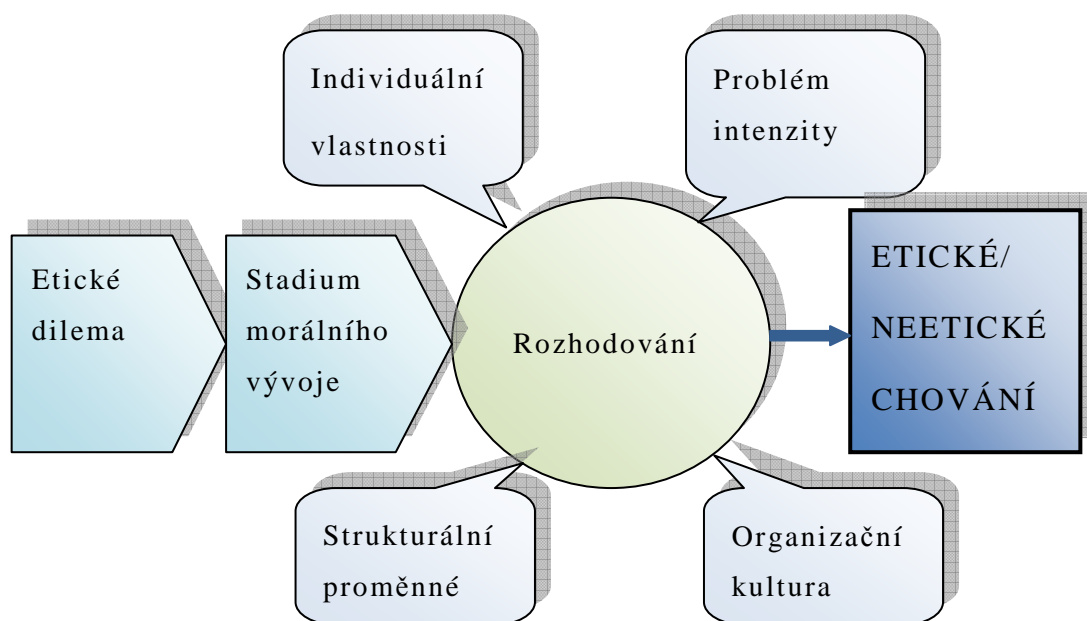 Individuální
vlastnosti
Problém
intenzity
Etické
dilema
Stadium
morálního
vývoje
Rozhodování
ETICKÉ/
NEETICKÉ
CHOVÁNÍ
Strukturální
proměnné
Organizační
kultura